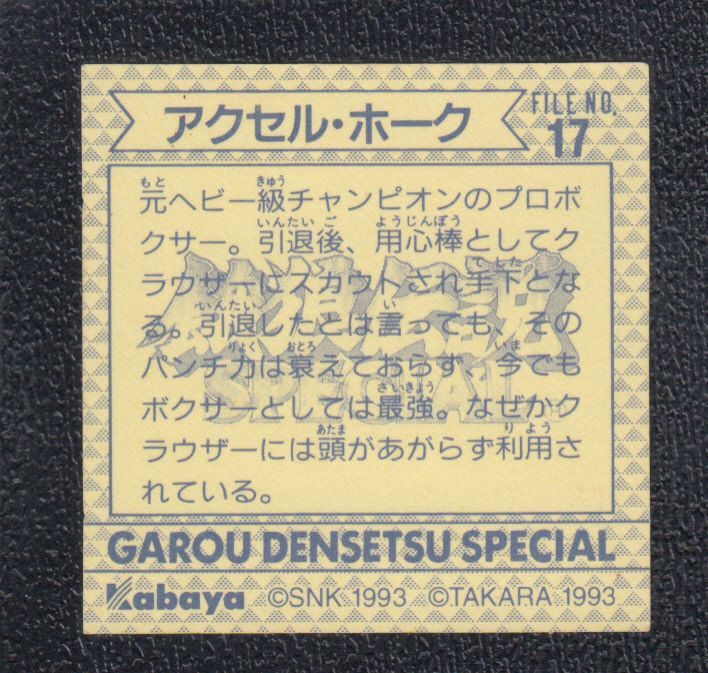 アクセル・ホーク
FILE NO.
17
元ヘビー級チャンピオンのプロボ
クサー。引退後、用心棒としてク
ラウザーにスカウトされ手下とな
る。引退したとは言っても、その
パンチ力は衰えておらず、今でも
ボクサーとしては最強。なぜかク
ラウザーには頭があがらず利用さ
れている。
GAROU DENSETSU SPECIAL
Kabaya ©SNK 1993 ©TAKARA 1993